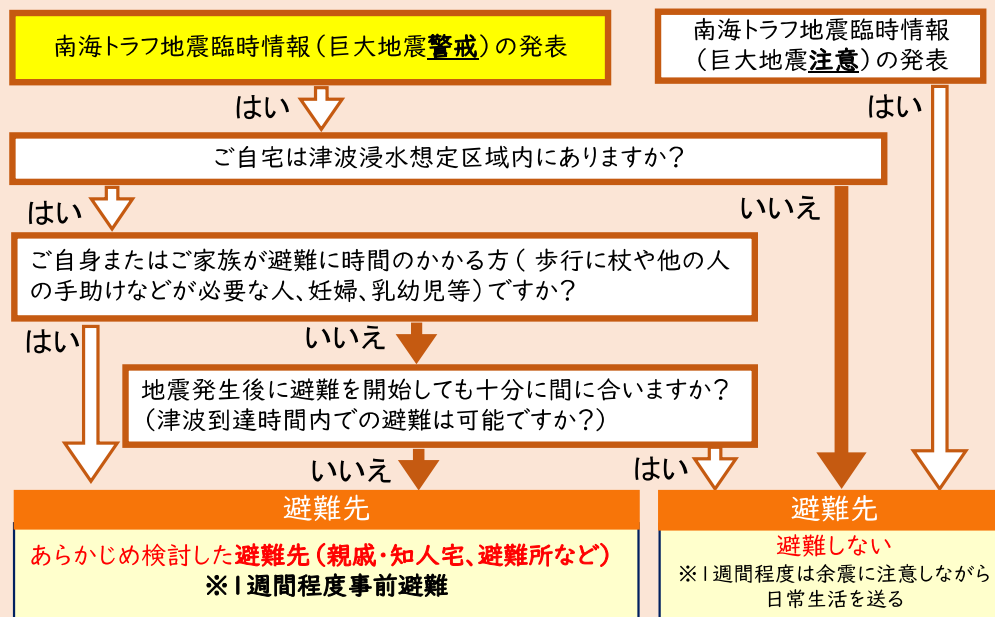 南海トラフ地震臨時情報(巨大地震警戒)の発表
南海トラフ地震臨時情報
(巨大地震注意)の発表
はい
はい
ご自宅は津波浸水想定区域内にありますか?
はい
いいえ
ご自身またはご家族が避難に時間のかかる方( 歩行に杖や他の人
の手助けなどが必要な人、妊婦、乳幼児等)ですか?
はい
いいえ
地震発生後に避難を開始しても十分に間に合いますか?
(津波到達時間内での避難は可能ですか?)
いいえ
はい
避難先
あらかじめ検討した避難先(親戚・知人宅、避難所など)
※1週間程度事前避難
避難先
避難しない
※1週間程度は余震に注意しながら
日常生活を送る